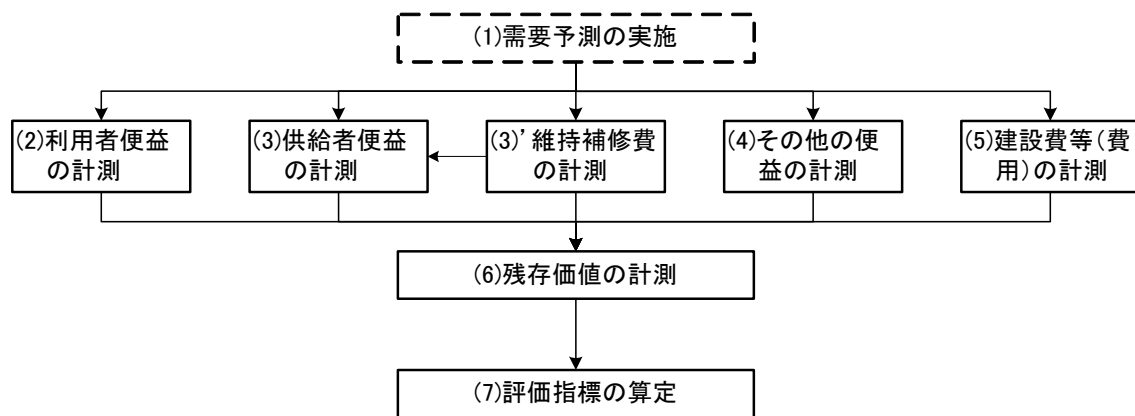 (1)需要予測の実施
(2)利用者便益
の計測
(3)供給者便益
の計測
(3)’維持補修費
の計測
(4)その他の便
益の計測
(5)建設費等(費
用)の計測
(6)残存価値の計測
(7)評価指標の算定